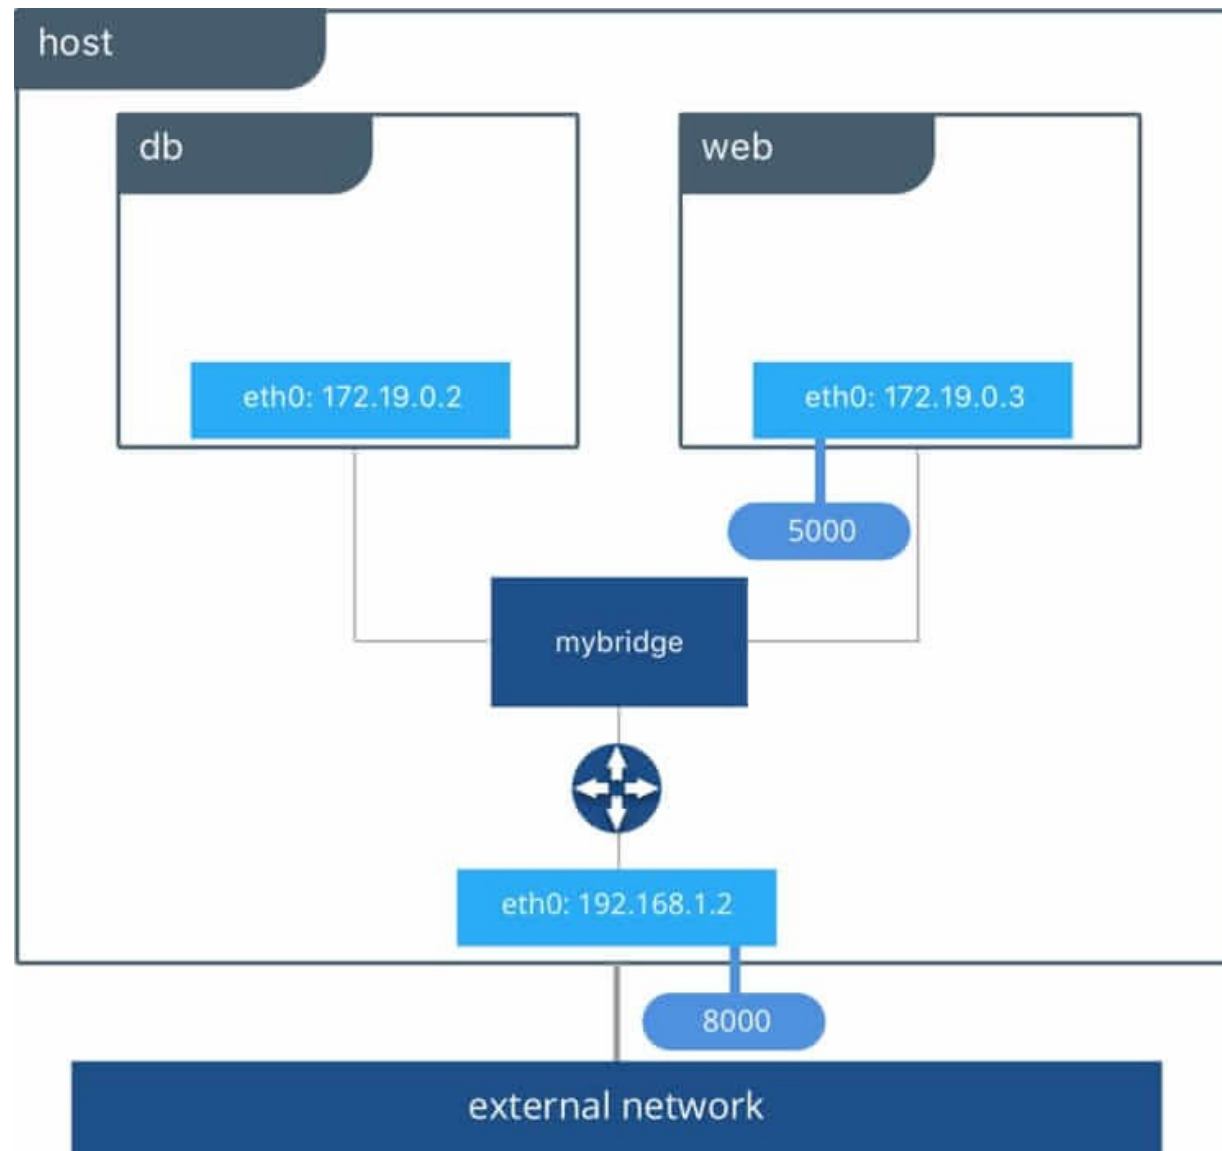 host
db
web
eth0: 172.19.0.2
eth0: 172.19.0.3
5000
mybridge
eth0: 192.168.1.2
8000
external network